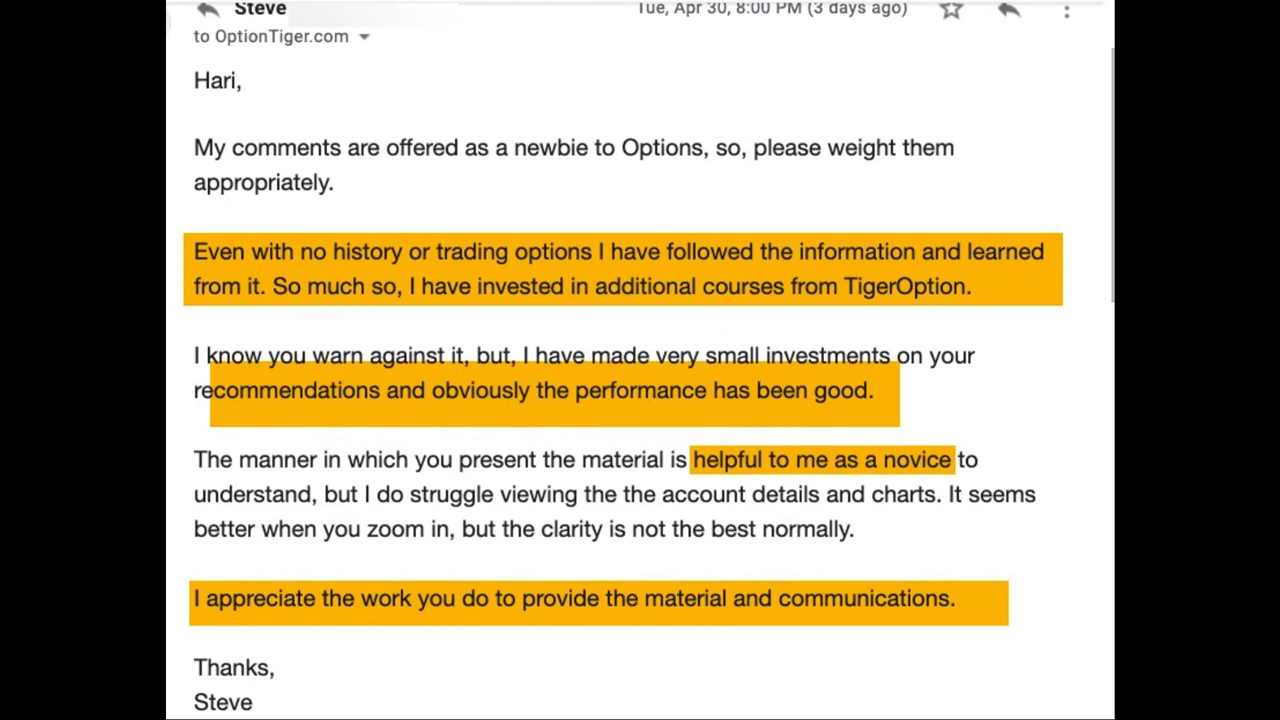 Steve
Tue, Apr 30, 8:00 PM (3 days ago)
to OptionTiger.com
Hari,
My comments are offered as a newbie to Options, so, please weight them
appropriately.
Even with no history or trading options I have followed the information and learned
from it. So much so, I have invested in additional courses from TigerOption.
I know you warn against it, but, I have made very small investments on your
recommendations and obviously the performance has been good.
The manner in which you present the material is helpful to me as a novice to
understand, but I do struggle viewing the the account details and charts. It seems
better when you zoom in, but the clarity is not the best normally.
I appreciate the work you do to provide the material and communications.
Thanks,
Steve